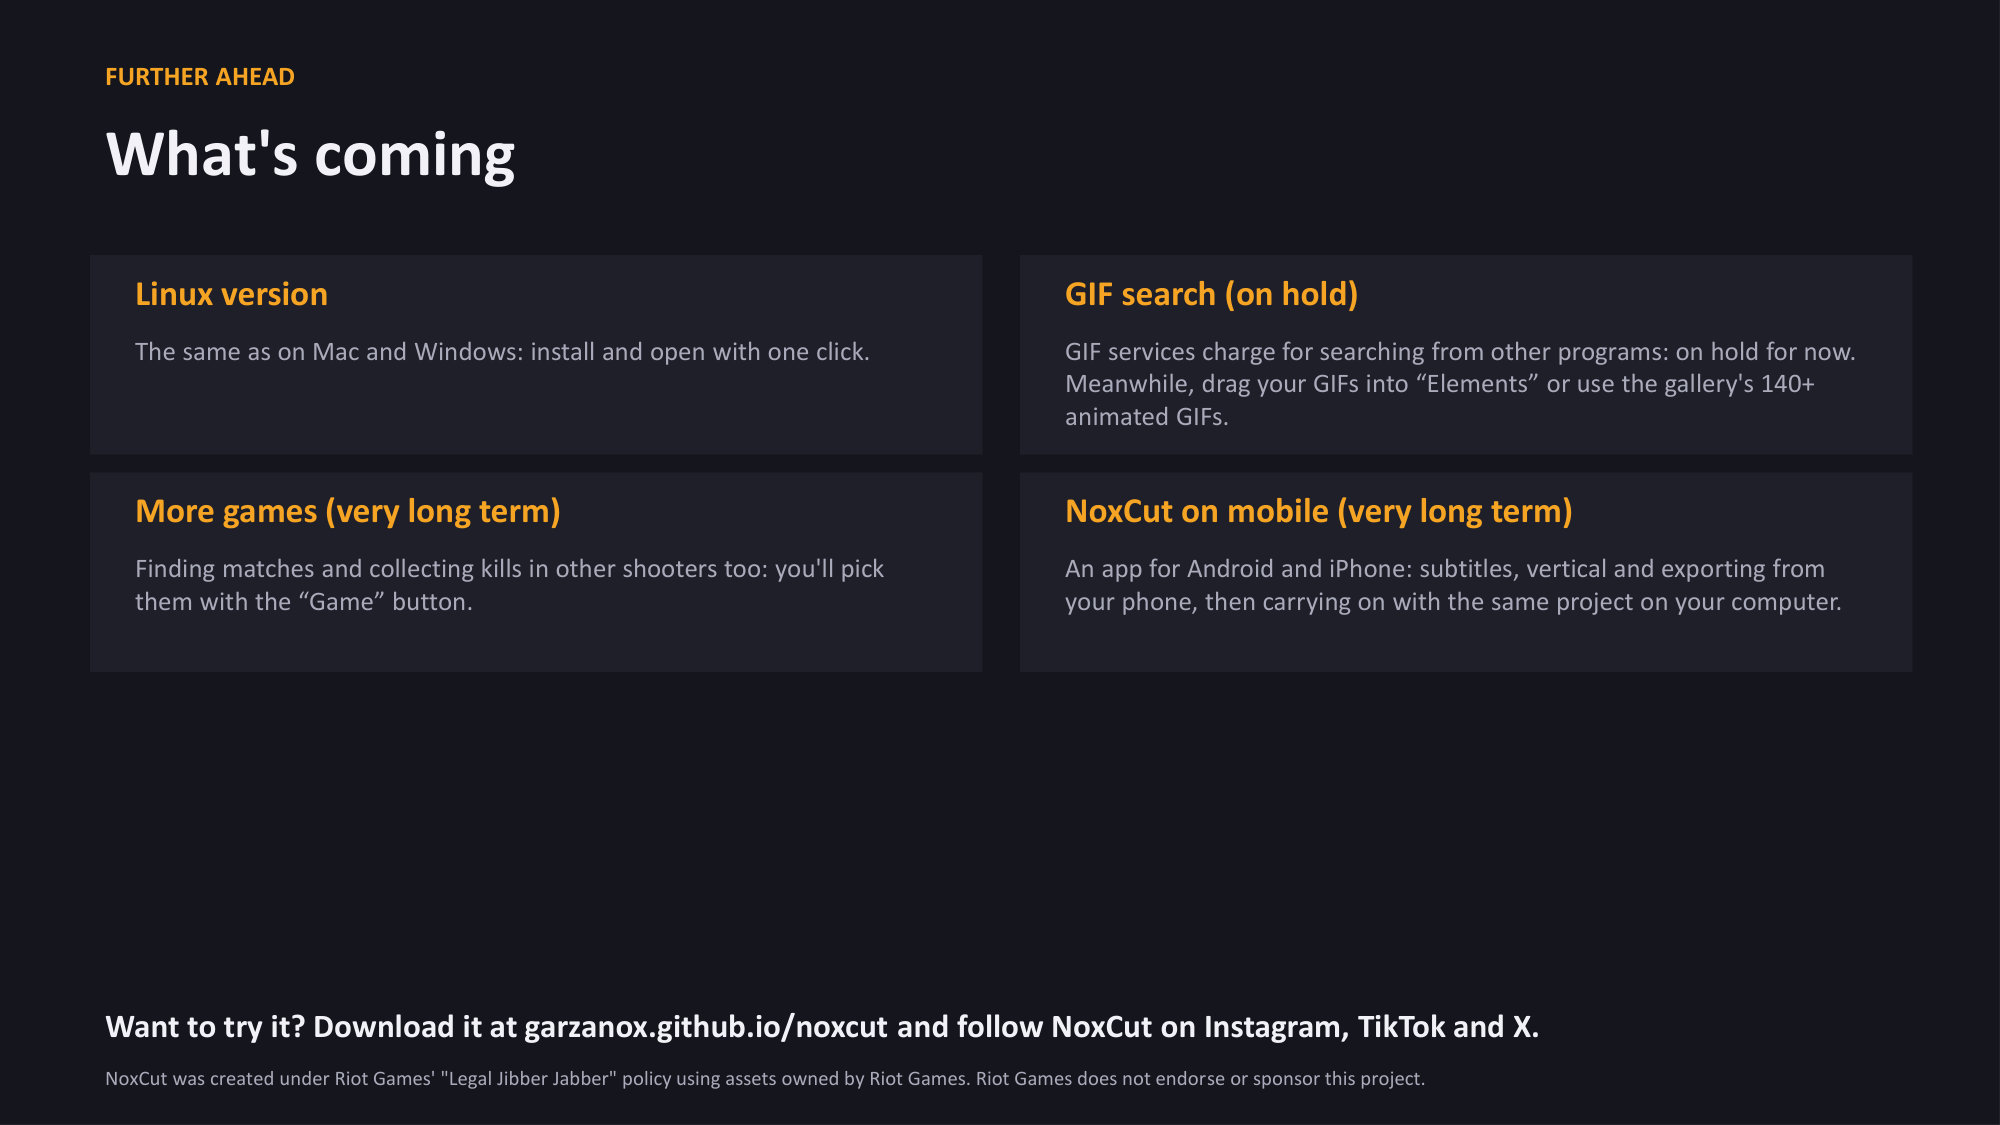 FURTHER AHEAD
What's coming
Linux version
The same as on Mac and Windows: install and open with one click.
GIF search (on hold)
GIF services charge for searching from other programs: on hold for now.
Meanwhile, drag your GIFs into “Elements” or use the gallery's 140+
animated GIFs.
More games (very long term)
Finding matches and collecting kills in other shooters too: you'll pick
them with the “Game” button.
NoxCut on mobile (very long term)
An app for Android and iPhone: subtitles, vertical and exporting from
your phone, then carrying on with the same project on your computer.
Want to try it? Download it at garzanox.github.io/noxcut and follow NoxCut on Instagram, TikTok and X.
NoxCut was created under Riot Games' "Legal Jibber Jabber" policy using assets owned by Riot Games. Riot Games does not endorse or sponsor this project.